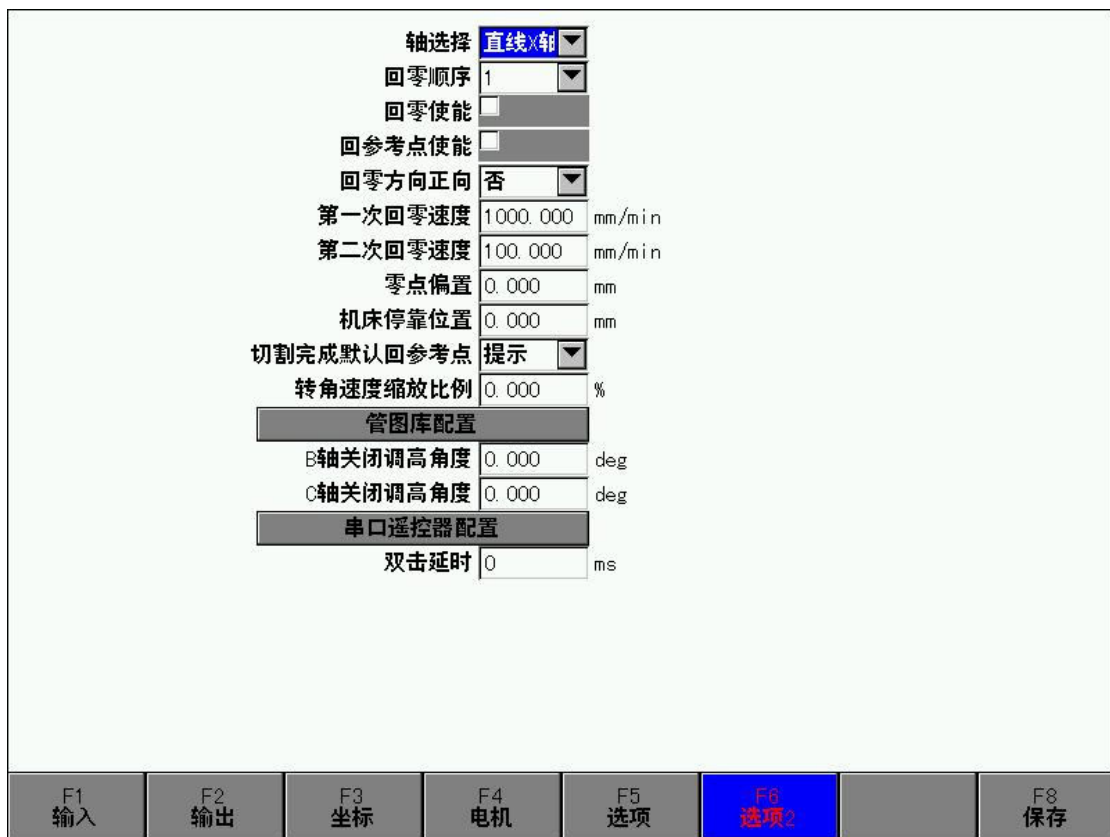 轴选择 直线X轴
回零顺序 1
回零使能
回参考点使能
回零方向正向 否
第一次回零速度 1000.000 mm/min
第二次回零速度 100.000 mm/min
零点偏置 0.000 mm
机床停靠位置 0.000 mm
切割完成默认回参考点 提示
转角速度缩放比例 0.000 %
管图库配置
B轴关闭调高角度 0.000 deg
C轴关闭调高角度 0.000 deg
串口遥控器配置
双击延时 0 ms
F1 F2 F3 F4 F5 F6 F8
输入 输出 坐标 电机 选项 选项2 保存